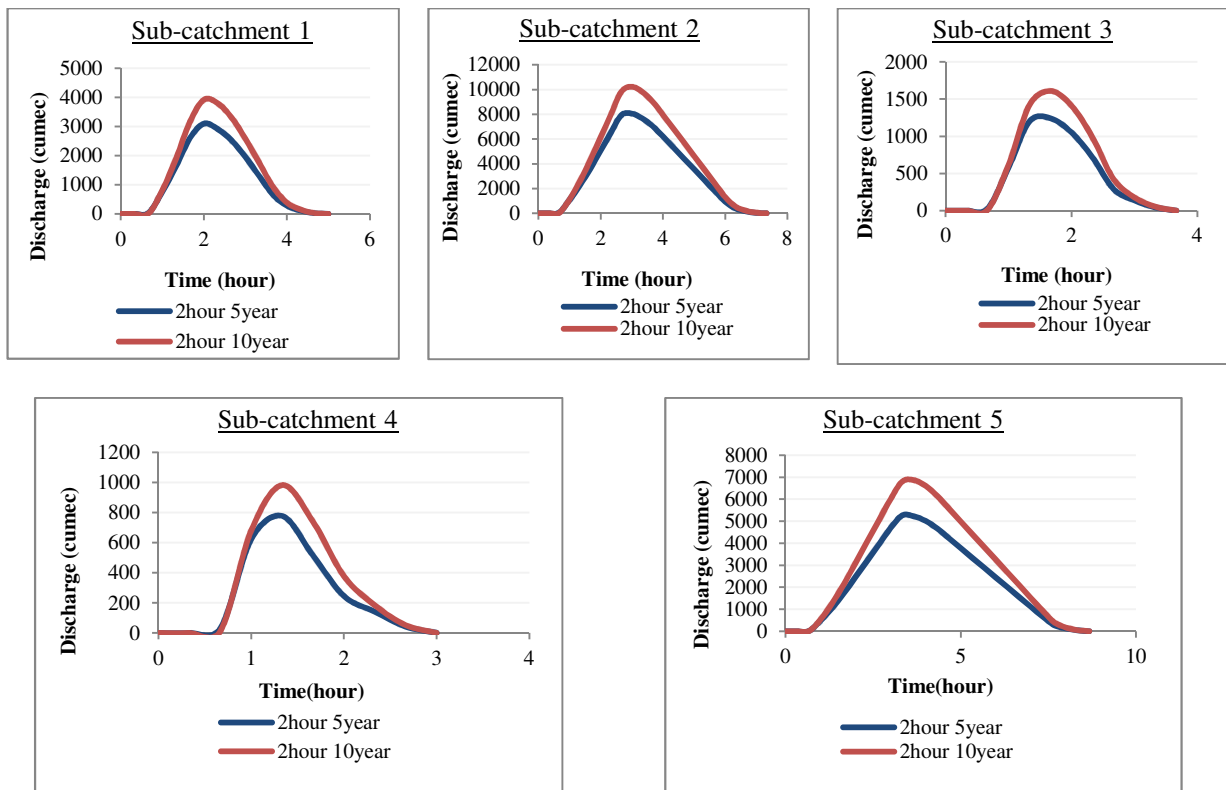 Sub-catchment 1
Discharge (cumec)
5000
4000
3000
2000
1000
0
0 2 4 6
Time (hour)
2hour 5year
2hour 10year
Sub-catchment 2
Discharge (cumec)
12000
10000
8000
6000
4000
2000
0
0 2 4 6 8
Time (hour)
2hour 5year
2hour 10year
Sub-catchment 3
Discharge (cumec)
2000
1500
1000
500
0
0 2 4
Time (hour)
2hour 5year
2hour 10year
Sub-catchment 4
Discharge (cumec)
1200
1000
800
600
400
200
0
0 1 2 3 4
Time(hour)
2hour 5year
2hour 10year
Sub-catchment 5
Discharge (cumec)
8000
7000
6000
5000
4000
3000
2000
1000
0
0 5 10
Time(hour)
2hour 5year
2hour 10year